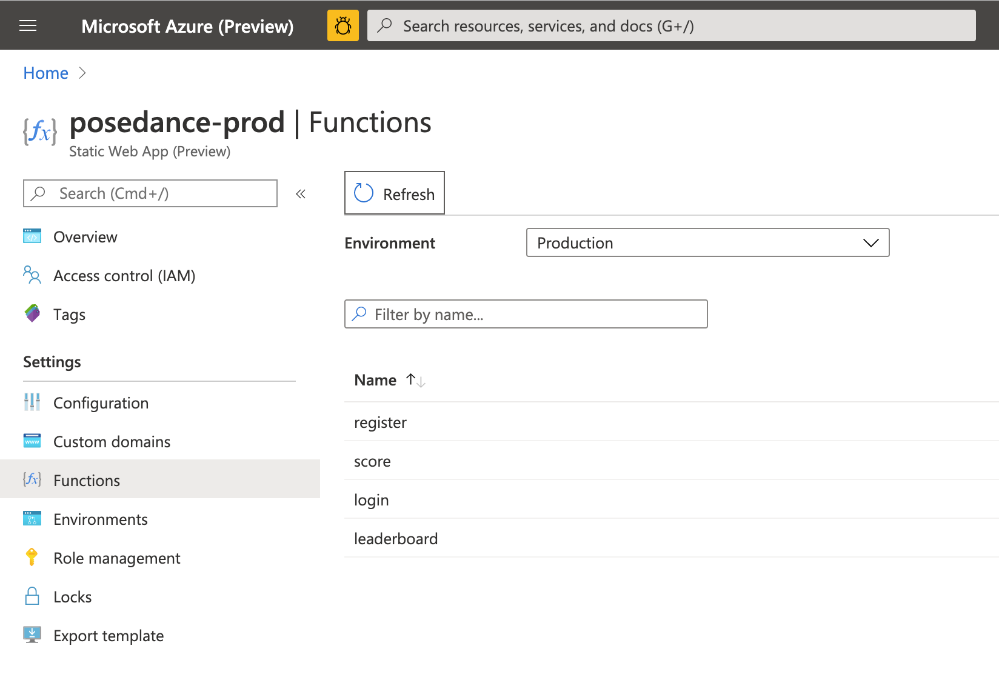 Microsoft Azure (Preview)
Search resources, services, and docs (G+/)
Home
posedance-prod | Functions
Static Web App (Preview)
Search (Cmd+/)
«
Overview
Access control (IAM)
Tags
Settings
Configuration
Custom domains
Functions
Environments
Role management
Locks
Export template
Refresh
Environment
Production
Filter by name...
Name ↑↓
register
score
login
leaderboard